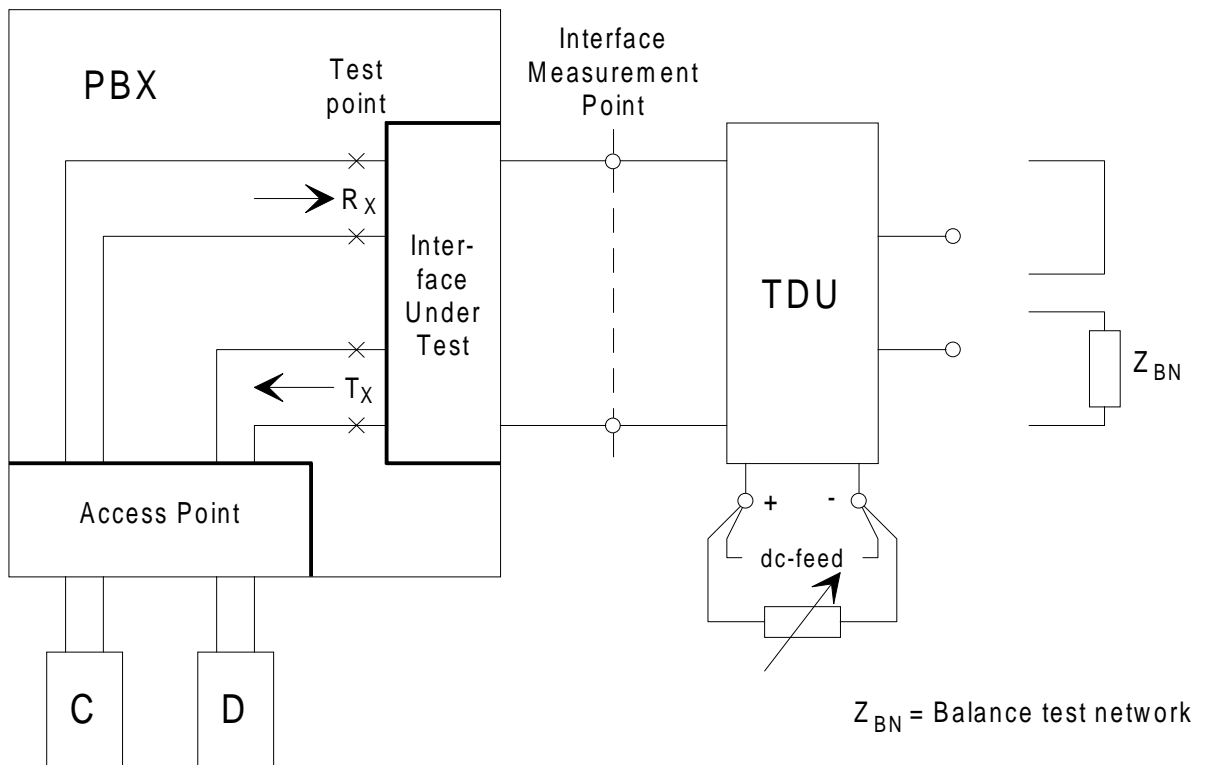 PBX
Test
point
Interface
Measurement
Point
R X
Inter-
face
Under
Test
T X
TDU
Z BN
Access Point
+ -
dc-feed
C
D
Z BN = Balance test network